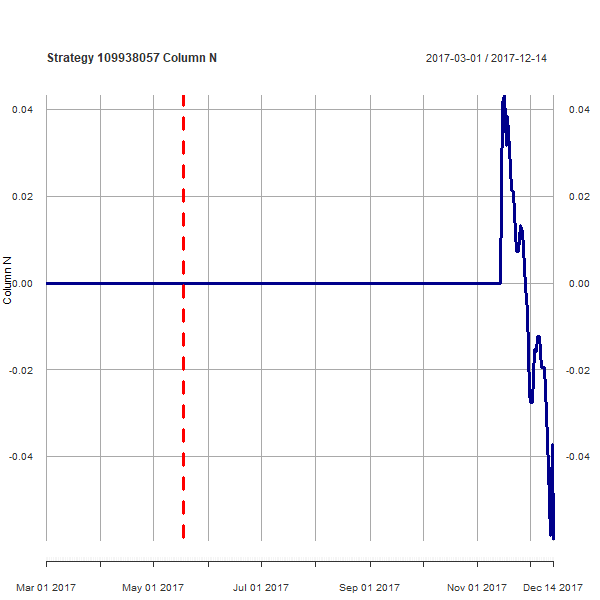 Strategy 109938057 Column N
2017-03-01 / 2017-12-14
0.04 0.04
0.02 0.02
0.00 0.00
-0.02 -0.02
-0.04 -0.04
Column N
Mar 01 2017 May 01 2017 Jul 01 2017 Sep 01 2017 Nov 01 2017 Dec 14 2017